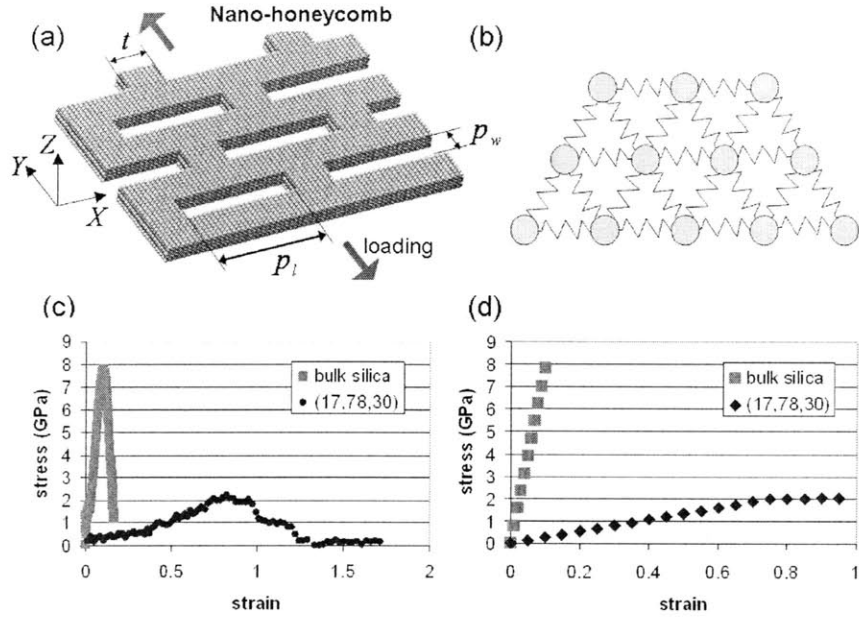 Nano-honeycomb
(a)
t
p_w
Z
Y
X
p_l
loading
(b)
(c)
9
8
7
6
5
4
3
2
1
0
stress (GPa)
bulk silica
(17,78,30)
0 0.5 1 1.5 2
strain
(d)
9
8
7
6
5
4
3
2
1
0
stress (GPa)
bulk silica
(17,78,30)
0 0.2 0.4 0.6 0.8 1
strain